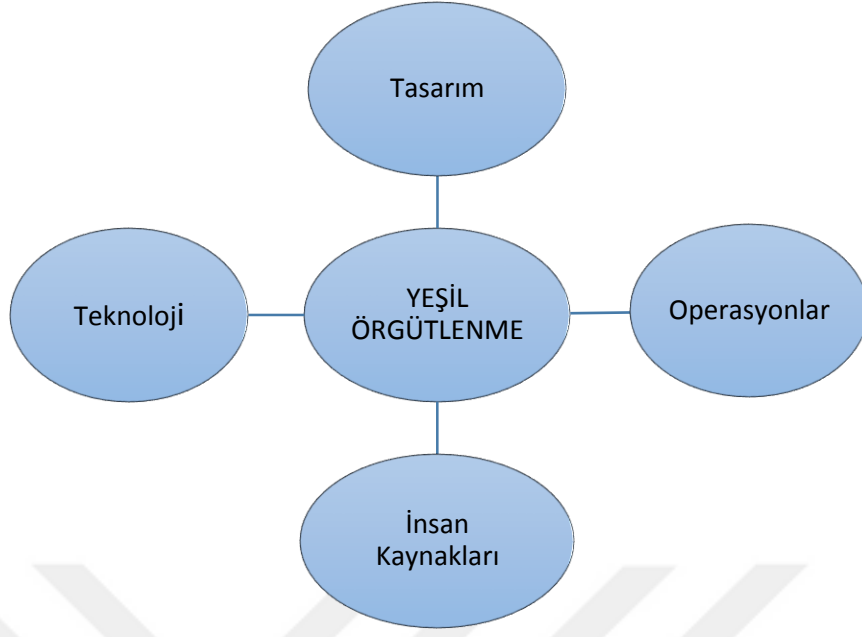 Tasarım
Teknoloji
YEŞİL
ÖRGÜTLENME
Operasyonlar
İnsan
Kaynakları